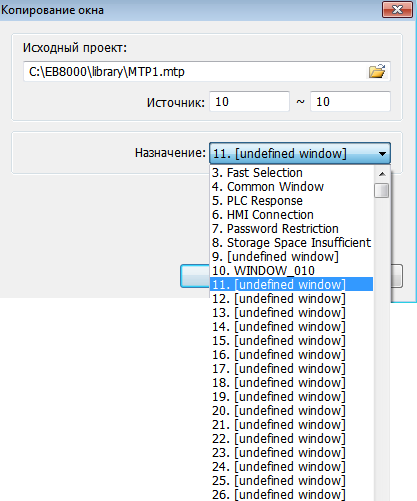 Копирование окна
Исходный проект:
C:\EB8000\library\MTP1.mtp
Источник: 10 ~ 10
Назначение: 11. [undefined window]
3. Fast Selection
4. Common Window
5. PLC Response
6. HMI Connection
7. Password Restriction
8. Storage Space Insufficient
9. [undefined window]
10. WINDOW_010
11. [undefined window]
12. [undefined window]
13. [undefined window]
14. [undefined window]
15. [undefined window]
16. [undefined window]
17. [undefined window]
18. [undefined window]
19. [undefined window]
20. [undefined window]
21. [undefined window]
22. [undefined window]
23. [undefined window]
24. [undefined window]
25. [undefined window]
26. [undefined window]